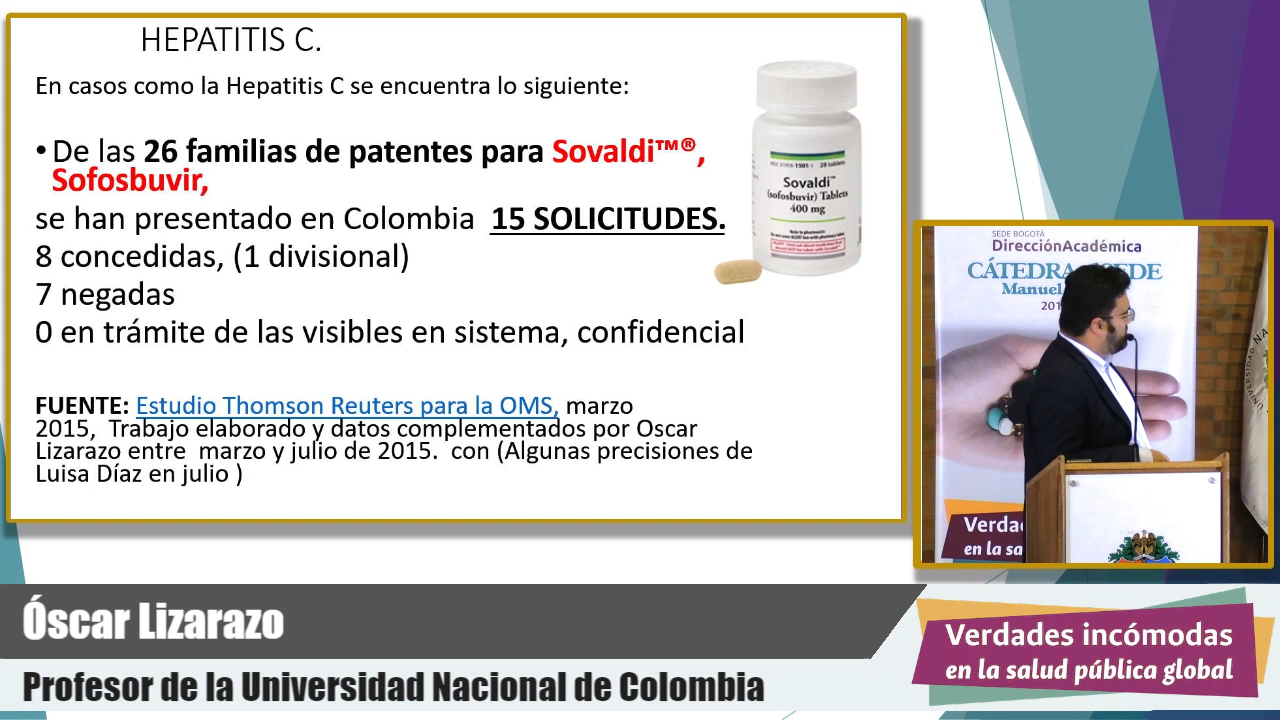 HEPATITIS C.
En casos como la Hepatitis C se encuentra lo siguiente:
• De las 26 familias de patentes para Sovaldi™®,
Sofosbuvir,
se han presentado en Colombia 15 SOLICITUDES.
8 concedidas, (1 divisional)
7 negadas
0 en trámite de las visibles en sistema, confidencial
FUENTE: Estudio Thomson Reuters para la OMS, marzo
2015, Trabajo elaborado y datos complementados por Oscar
Lizarazo entre marzo y julio de 2015. con (Algunas precisiones de
Luisa Díaz en julio )
28 tablets
Sovaldi™
(sofosbuvir) Tablets
400 mg
SEDE BOGOTÁ
DirecciónAcadémica
CÁTEDRA SEDE
Manuel
201
Verda
en la sa
Óscar Lizarazo
Profesor de la Universidad Nacional de Colombia
Verdades incómodas
en la salud pública global